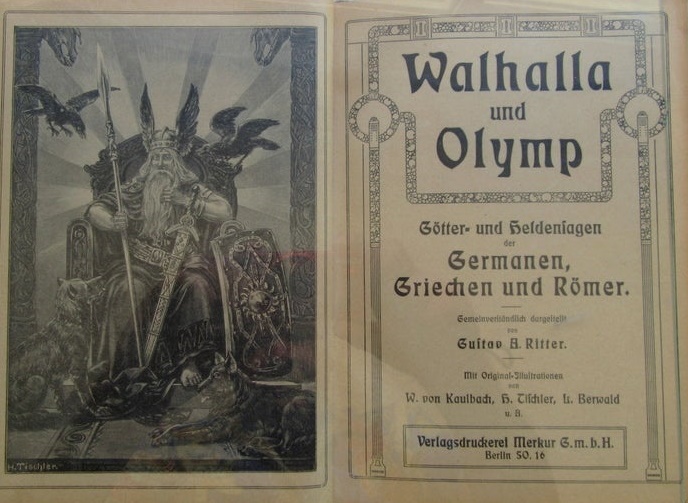 H. Tischler.
Walhalla
und
Olymp
Götter- und Heldensagen
der
Germanen,
Griechen und Römer.
Gemeinverständlich dargestellt
von
Gustav A. Ritter.
Mit Original-Illustrationen
von
W. von Kaulbach, H. Tischler, L. Berwald
u. A.
Verlagsdruckerei Merkur G. m. b. H.
Berlin SO. 16